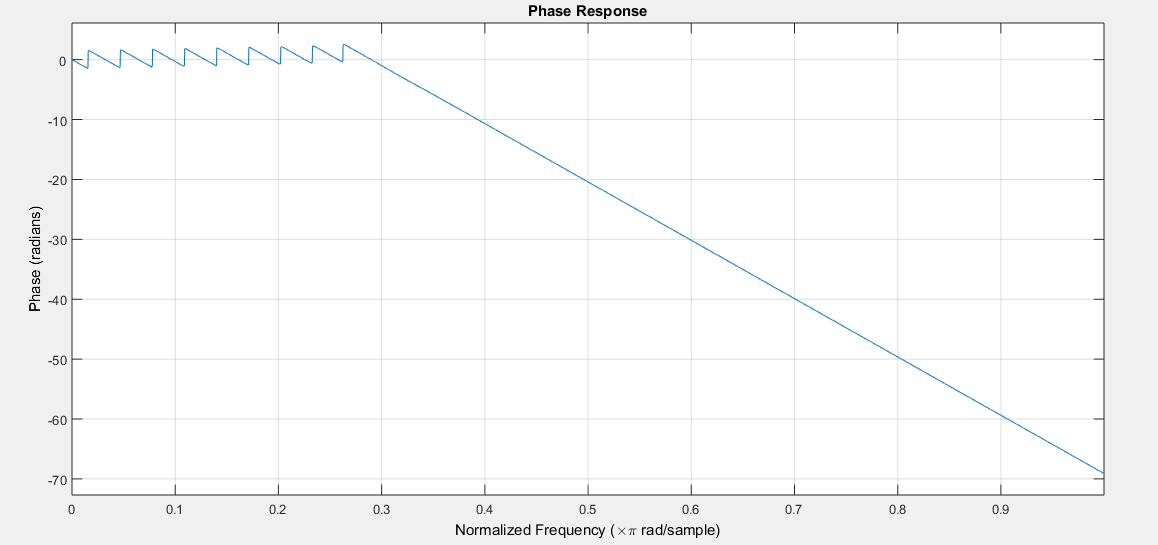 Phase Response
Phase (radians)
0
-10
-20
-30
-40
-50
-60
-70
0 0.1 0.2 0.3 0.4 0.5 0.6 0.7 0.8 0.9
Normalized Frequency (×π rad/sample)